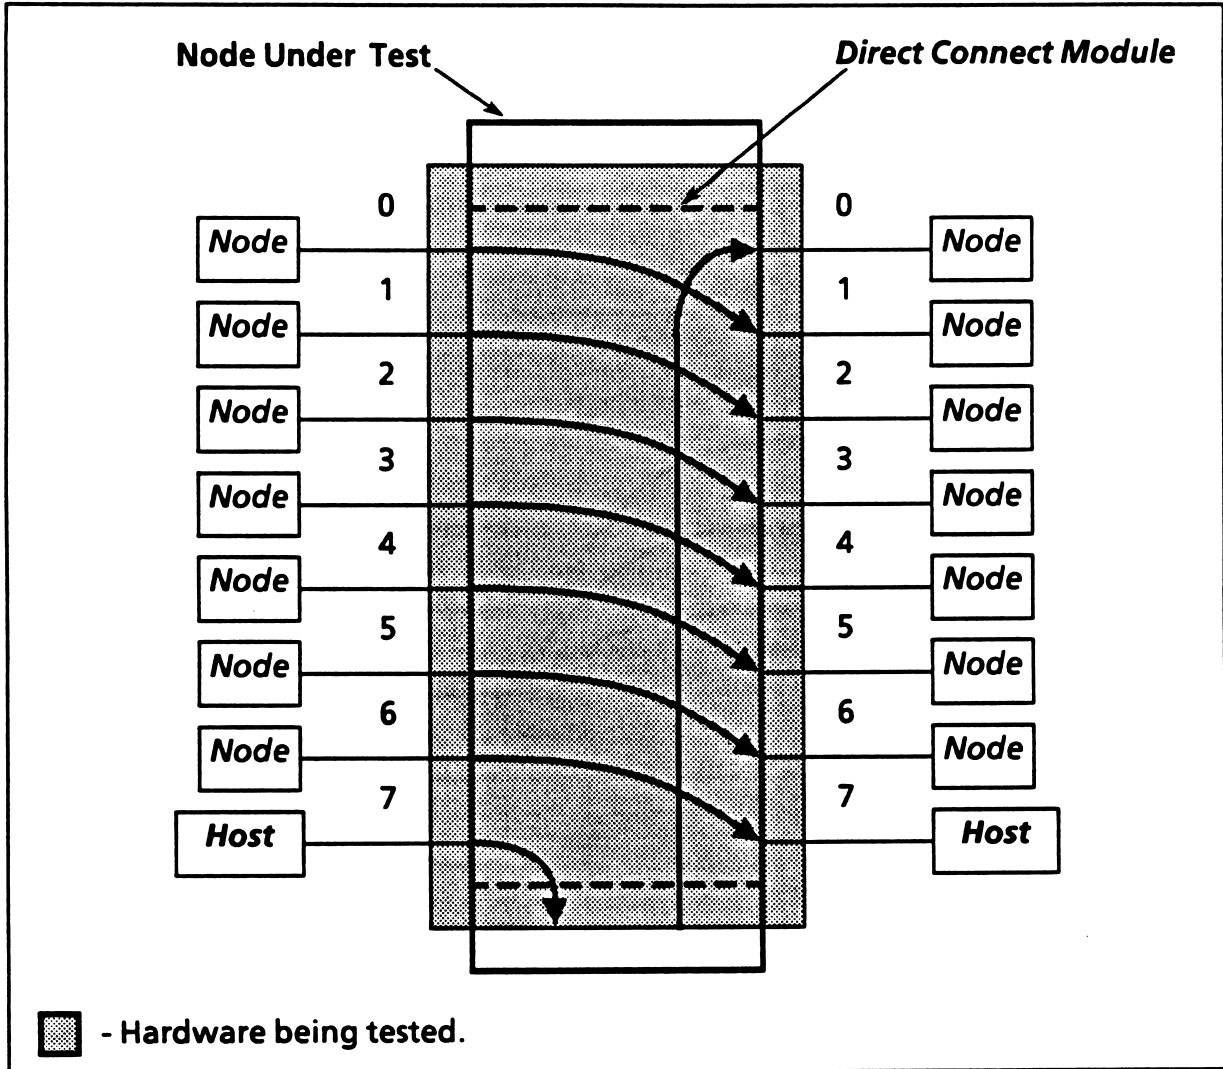 Node Under Test
Direct Connect Module
0 0
Node Node
1 1
Node Node
2 2
Node Node
3 3
Node Node
4 4
Node Node
5 5
Node Node
6 6
Node Node
7 7
Host Host
- Hardware being tested.